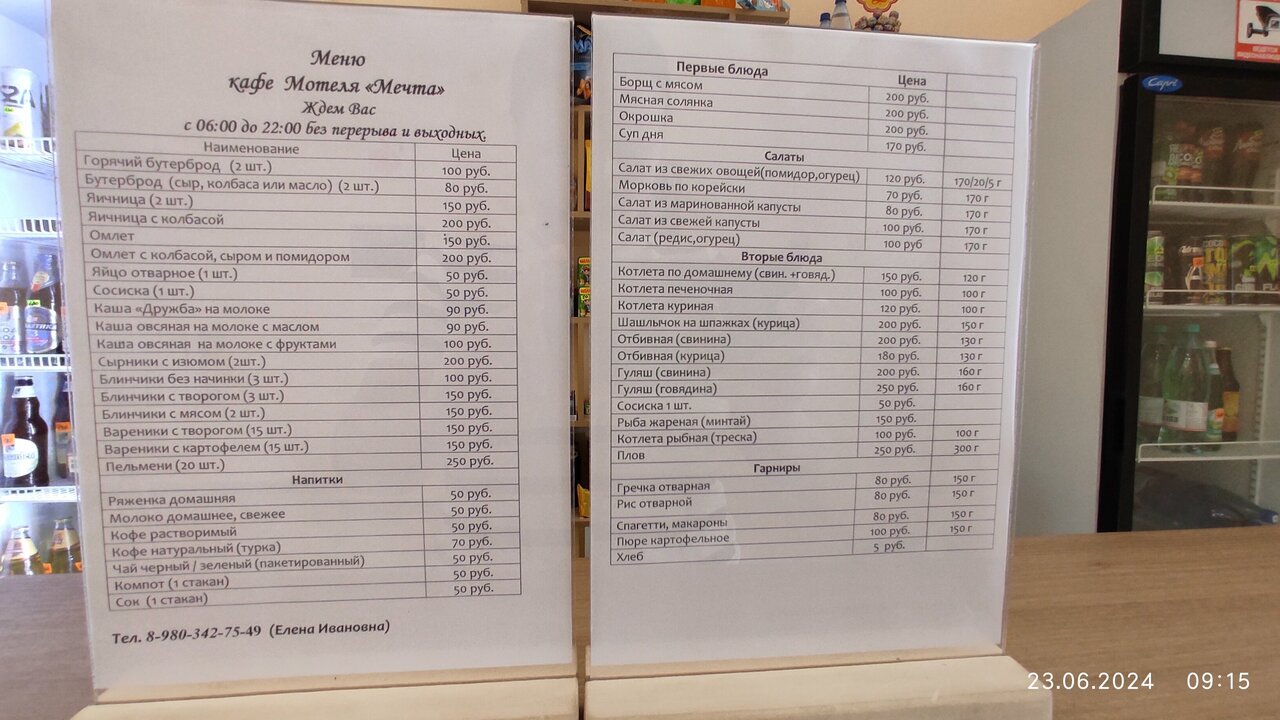 Меню
кафе Мотеля «Мечта»
Ждем Вас
с 06:00 до 22:00 без перерыва и выходных.
Наименование Цена
Горячий бутерброд (2 шт.) 100 руб.
Бутерброд (сыр, колбаса или масло) (2 шт.) 80 руб.
Яичница (2 шт.) 150 руб.
Яичница с колбасой 200 руб.
Омлет 150 руб.
Омлет с колбасой, сыром и помидором 200 руб.
Яйцо отварное (1 шт.) 50 руб.
Сосиска (1 шт.) 50 руб.
Каша «Дружба» на молоке 90 руб.
Каша овсяная на молоке с маслом 90 руб.
Каша овсяная на молоке с фруктами 100 руб.
Сырники с изюмом (2шт.) 200 руб.
Блинчики без начинки (3 шт.) 100 руб.
Блинчики с творогом (3 шт.) 150 руб.
Блинчики с мясом (2 шт.) 150 руб.
Вареники с творогом (15 шт.) 150 руб.
Вареники с картофелем (15 шт.) 150 руб.
Пельмени (20 шт.) 250 руб.
Напитки
Ряженка домашняя 50 руб.
Молоко домашнее, свежее 50 руб.
Кофе растворимый 50 руб.
Кофе натуральный (турка) 70 руб.
Чай черный / зеленый (пакетированный) 50 руб.
Компот (1 стакан) 50 руб.
Сок (1 стакан) 50 руб.
Тел. 8-980-342-75-49 (Елена Ивановна)
Первые блюда Цена
Борщ с мясом 200 руб.
Мясная солянка 200 руб.
Окрошка 200 руб.
Суп дня 170 руб.
Салаты
Салат из свежих овощей(помидор,огурец) 120 руб. 170/20/5 г
Морковь по корейски 70 руб. 170 г
Салат из маринованной капусты 80 руб. 170 г
Салат из свежей капусты 100 руб. 170 г
Салат (редис,огурец) 100 руб 170 г
Вторые блюда
Котлета по домашнему (свин. +говяд.) 150 руб. 120 г
Котлета печеночная 100 руб. 100 г
Котлета куриная 120 руб. 100 г
Шашлычок на шпажках (курица) 200 руб. 150 г
Отбивная (свинина) 200 руб. 130 г
Отбивная (курица) 180 руб. 130 г
Гуляш (свинина) 200 руб. 160 г
Гуляш (говядина) 250 руб. 160 г
Сосиска 1 шт. 50 руб.
Рыба жареная (минтай) 150 руб.
Котлета рыбная (треска) 100 руб. 100 г
Плов 250 руб. 300 г
Гарниры
Гречка отварная 80 руб. 150 г
Рис отварной 80 руб. 150 г
Спагетти, макароны 80 руб. 150 г
Пюре картофельное 100 руб. 150 г
Хлеб 5 руб.
Capri
23.06.2024 09:15